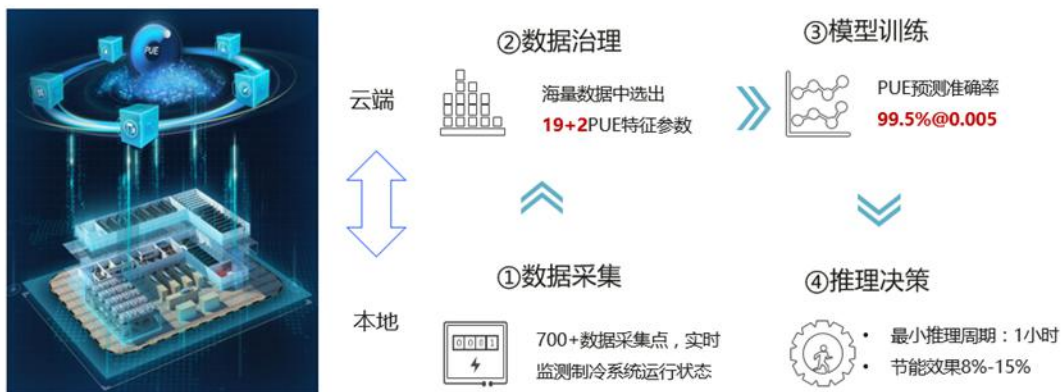 PUE
云端
本地
②数据治理
海量数据中选出
19+2PUE特征参数
③模型训练
PUE预测准确率
99.5%@0.005
①数据采集
0 0 0 1
700+数据采集点，实时
监测制冷系统运行状态
④推理决策
• 最小推理周期：1小时
• 节能效果8%-15%